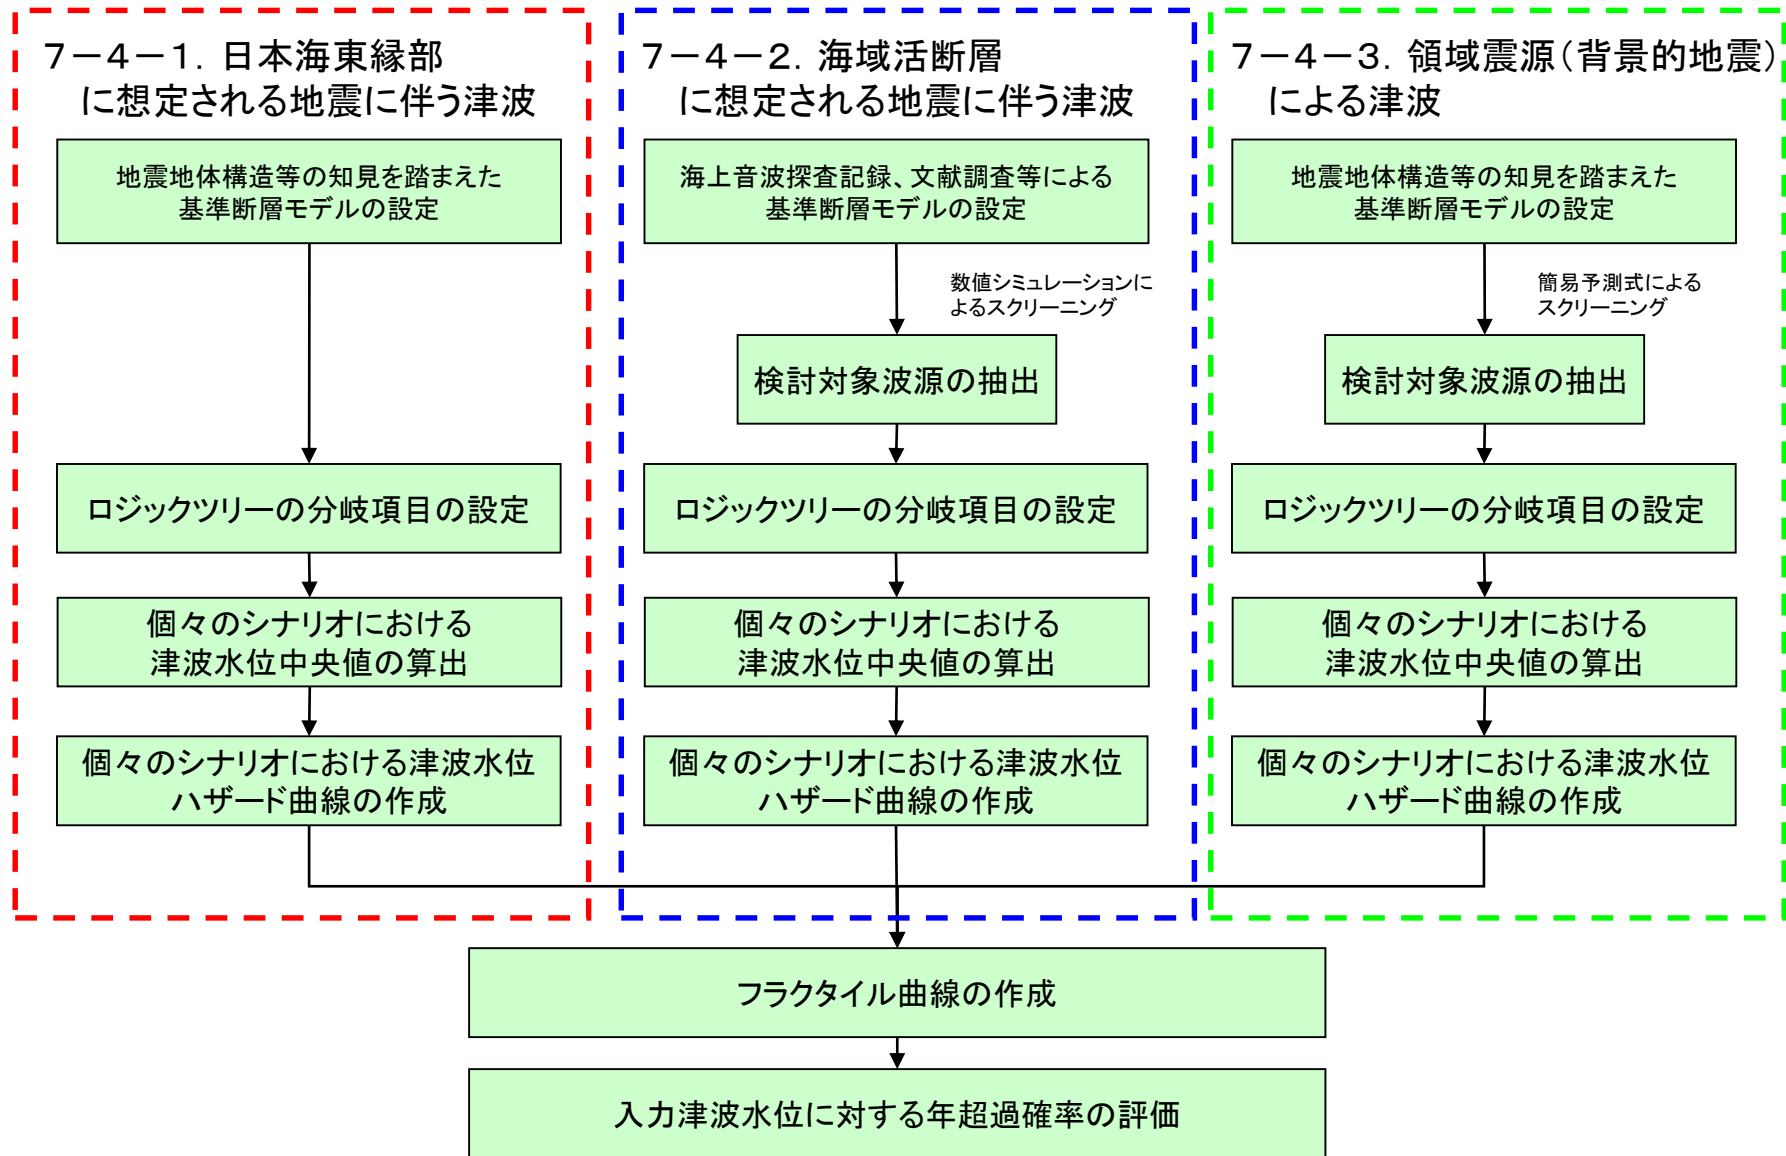 ７－４－１．日本海東縁部
に想定される地震に伴う津波
地震地体構造等の知見を踏まえた
基準断層モデルの設定
ロジックツリーの分岐項目の設定
個々のシナリオにおける
津波水位中央値の算出
個々のシナリオにおける津波水位
ハザード曲線の作成
７－４－２．海域活断層
に想定される地震に伴う津波
海上音波探査記録、文献調査等による
基準断層モデルの設定
数値シミュレーションに
よるスクリーニング
検討対象波源の抽出
ロジックツリーの分岐項目の設定
個々のシナリオにおける
津波水位中央値の算出
個々のシナリオにおける津波水位
ハザード曲線の作成
７－４－３．領域震源（背景的地震）
による津波
地震地体構造等の知見を踏まえた
基準断層モデルの設定
簡易予測式による
スクリーニング
検討対象波源の抽出
ロジックツリーの分岐項目の設定
個々のシナリオにおける
津波水位中央値の算出
個々のシナリオにおける津波水位
ハザード曲線の作成
フラクタイル曲線の作成
入力津波水位に対する年超過確率の評価